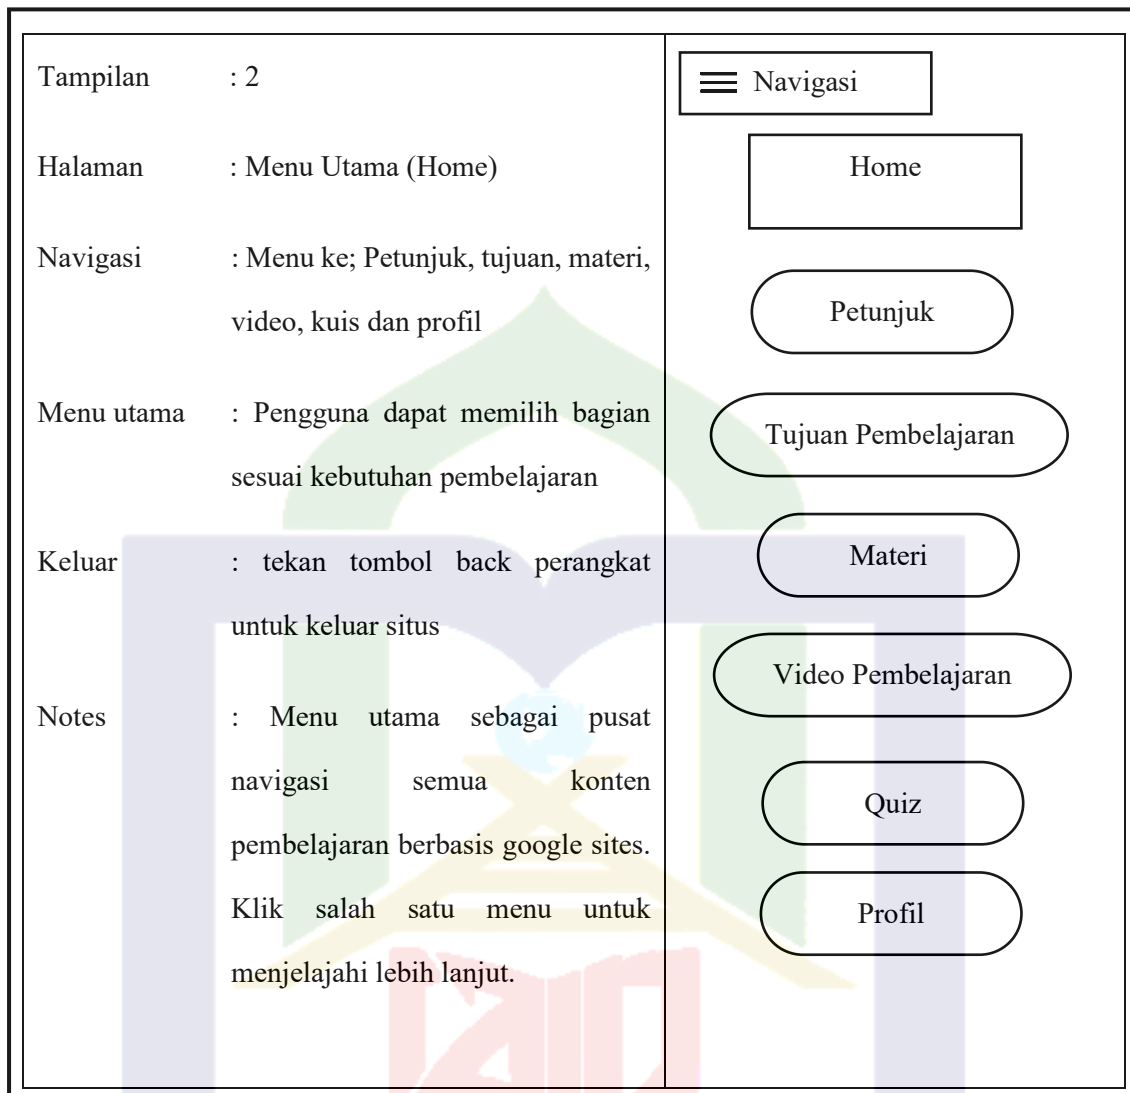 Tampilan : 2
Halaman : Menu Utama (Home)
Navigasi : Menu ke; Petunjuk, tujuan, materi,
video, kuis dan profil
Menu utama : Pengguna dapat memilih bagian
sesuai kebutuhan pembelajaran
Keluar : tekan tombol back perangkat
untuk keluar situs
Notes : Menu utama sebagai pusat
navigasi semua konten
pembelajaran berbasis google sites.
Klik salah satu menu untuk
menjelajahi lebih lanjut.
Navigasi
Home
Petunjuk
Tujuan Pembelajaran
Materi
Video Pembelajaran
Quiz
Profil